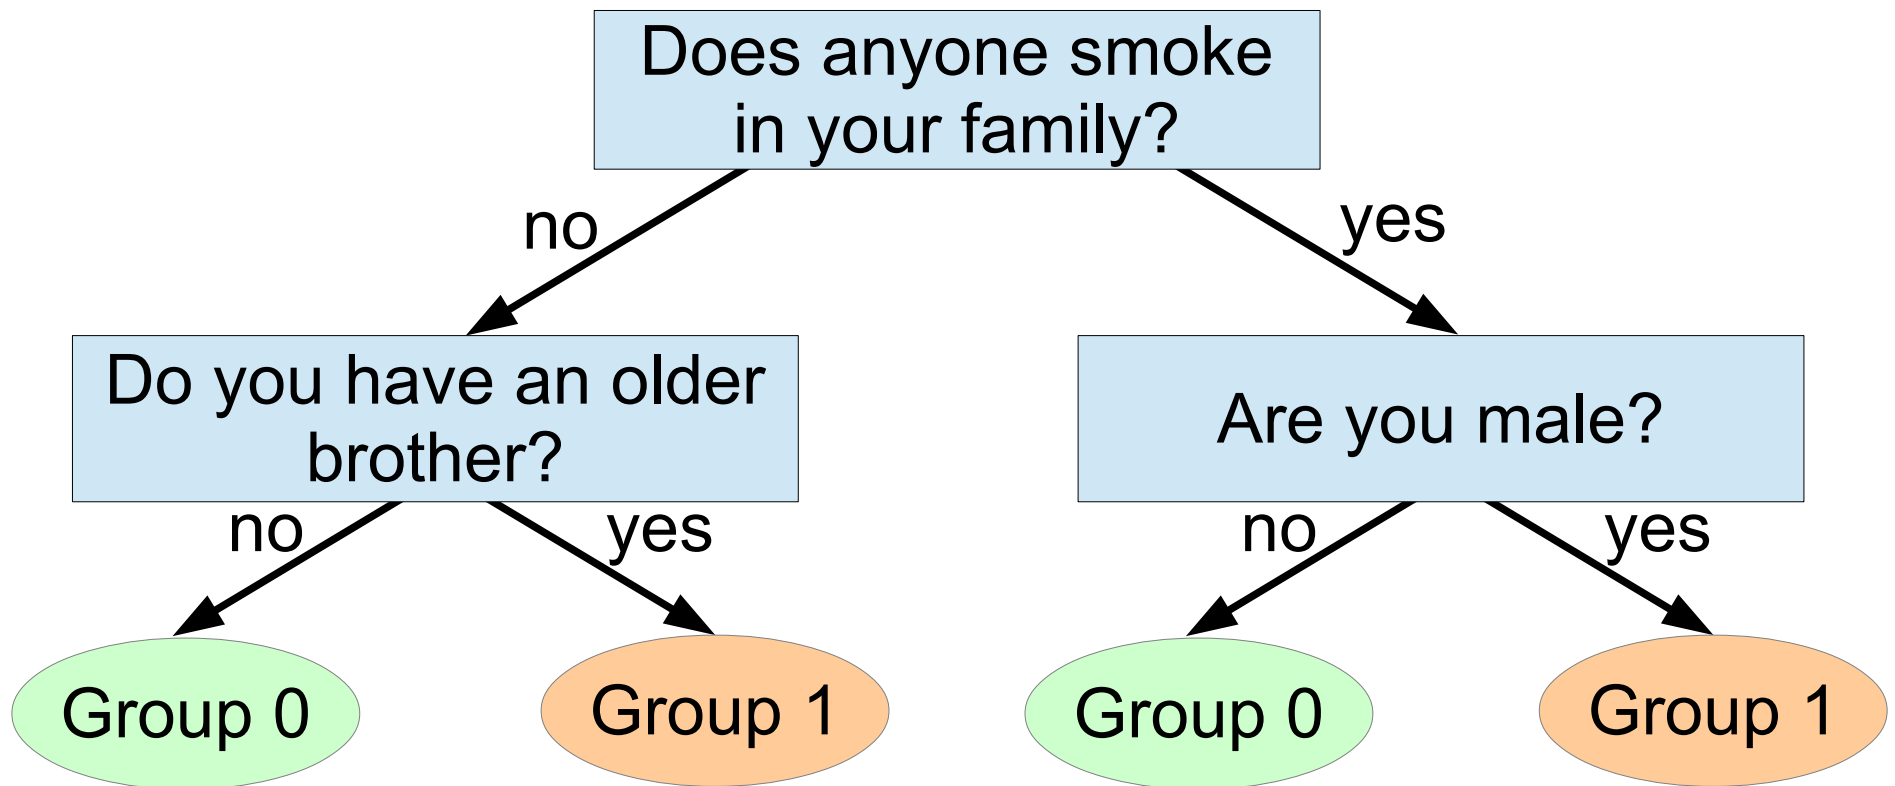 Does anyone smoke
in your family?
no
yes
Do you have an older
brother?
Are you male?
no
yes
no
yes
Group 0
Group 1
Group 0
Group 1